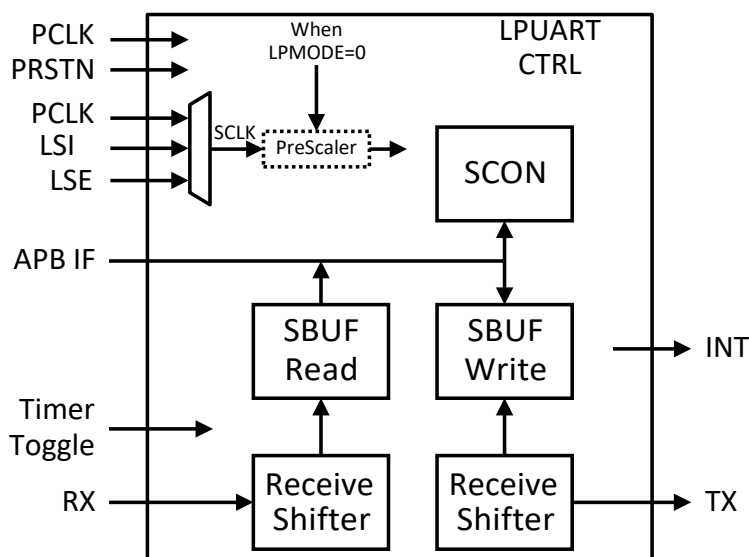 PCLK
PRSTN
PCLK
LSI
LSE
APB IF
Timer
Toggle
RX
When
LPMODE=0
SCLK
PreScaler
LPUART
CTRL
SCON
SBUF
Read
SBUF
Write
Receive
Shifter
Receive
Shifter
INT
TX